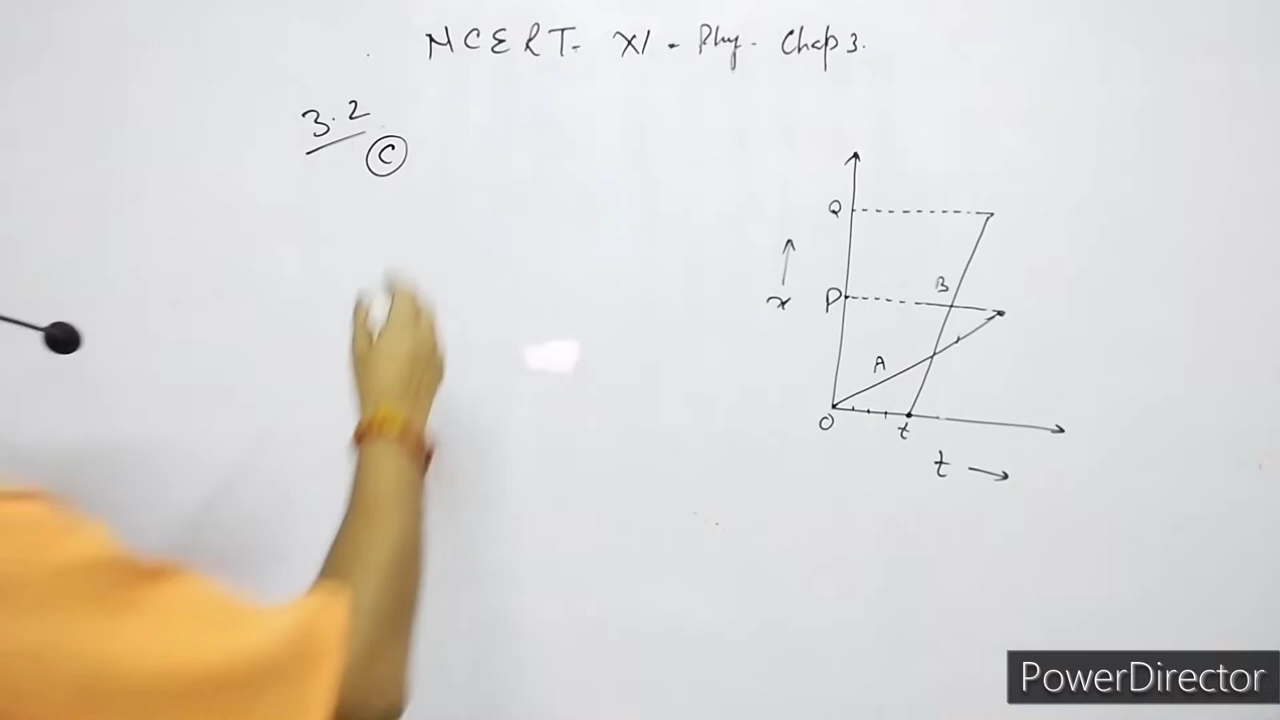 NCERT- XI - Phy- Chap 3.
3.2
C
Q
x
P
B
A
O
t
t
PowerDirector